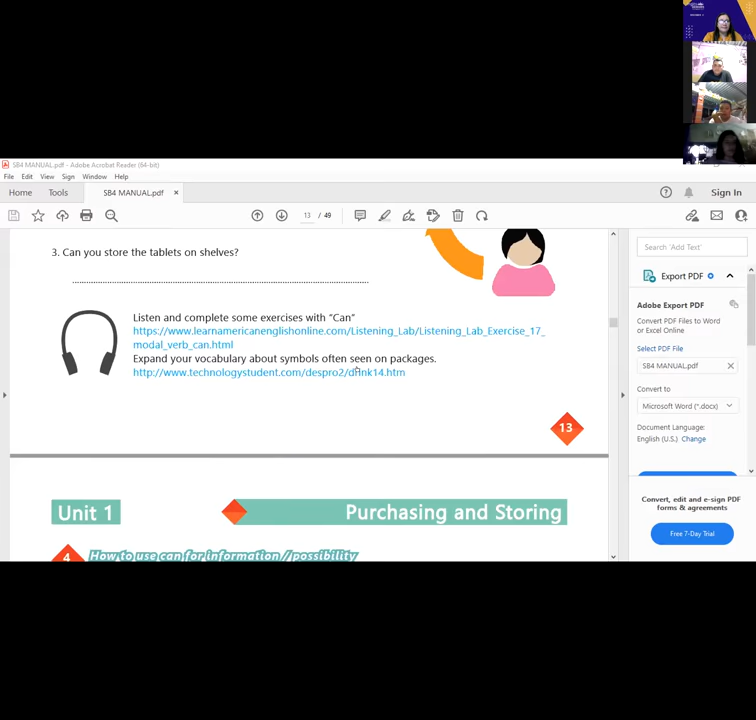 SB4 MANUAL.pdf - Adobe Acrobat Reader (64-bit)
File Edit View Sign Window Help
Home Tools SB4 MANUAL.pdf × Sign In
13 / 49
3. Can you store the tablets on shelves?
Listen and complete some exercises with “Can”
https://www.learnamericanenglishonline.com/Listening_Lab/Listening_Lab_Exercise_17_
modal_verb_can.html
Expand your vocabulary about symbols often seen on packages.
http://www.technologystudent.com/despro2/drink14.htm
13
Unit 1
Purchasing and Storing
4 How to use can for information // possibility
Search 'Add Text'
Export PDF
Adobe Export PDF
Convert PDF Files to Word
or Excel Online
Select PDF File
SB4 MANUAL.pdf
Convert to
Microsoft Word (*.docx)
Document Language:
English (U.S.) Change
Convert, edit and e-sign PDF
forms & agreements
Free 7-Day Trial